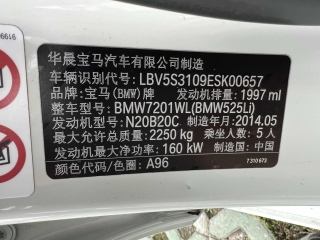 华晨宝马汽车有限公司制造
车辆识别代号: LBV5S3109ESK00657
品牌: 宝马(BMW)牌 发动机排量: 1997 ml
整车型号: BMW7201WL(BMW525Li)
发动机型号: N20B20C 制造年月: 2014.05
最大允许总质量: 2250 kg 乘坐人数: 5 人
发动机最大净功率: 160 kW 制造国: 中国
颜色代码/色圈: A96
7 310 673